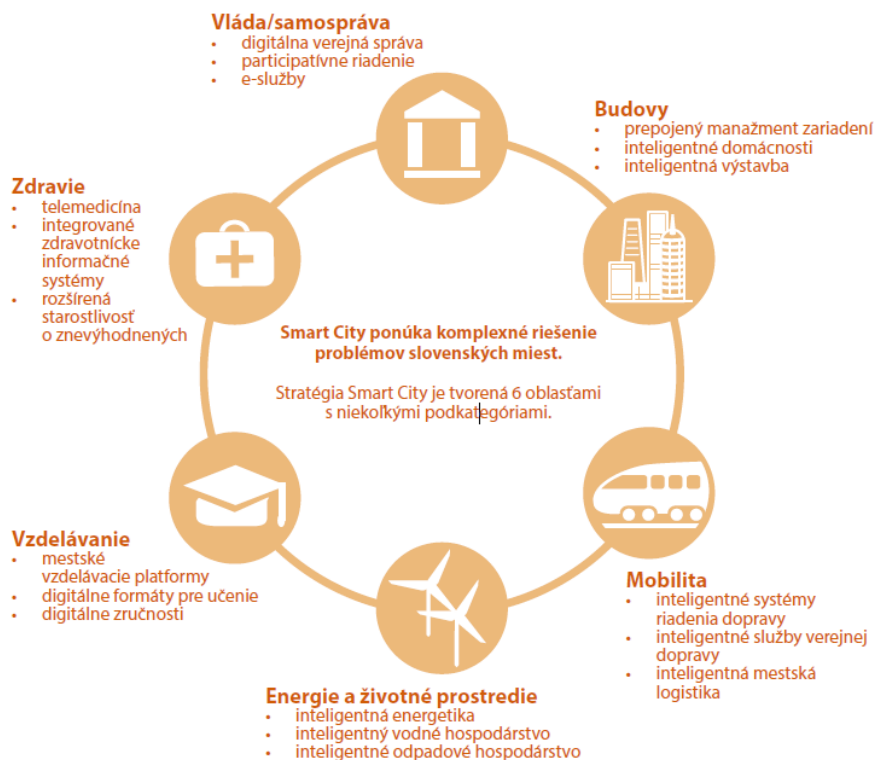 Vláda/samospráva
• digitálna verejná správa
• participatívne riadenie
• e-služby
Budovy
• prepojený manažment zariadení
• inteligentné domácnosti
• inteligentná výstavba
Zdravie
• telemedicína
• integrované
zdravotnícke
informačné
systémy
• rozšírená
starostlivosť
o znevýhodnených
Smart City ponúka komplexné riešenie
problémov slovenských miest.
Stratégia Smart City je tvorená 6 oblasťami
s niekoľkými podkategóriami.
Vzdelávanie
• mestské
vzdelávacie platformy
• digitálne formáty pre učenie
• digitálne zručnosti
Mobilita
• inteligentné systémy
riadenia dopravy
• inteligentné služby verejnej
dopravy
• inteligentná mestská
logistika
Energie a životné prostredie
• inteligentná energetika
• inteligentný vodné hospodárstvo
• inteligentné odpadové hospodárstvo